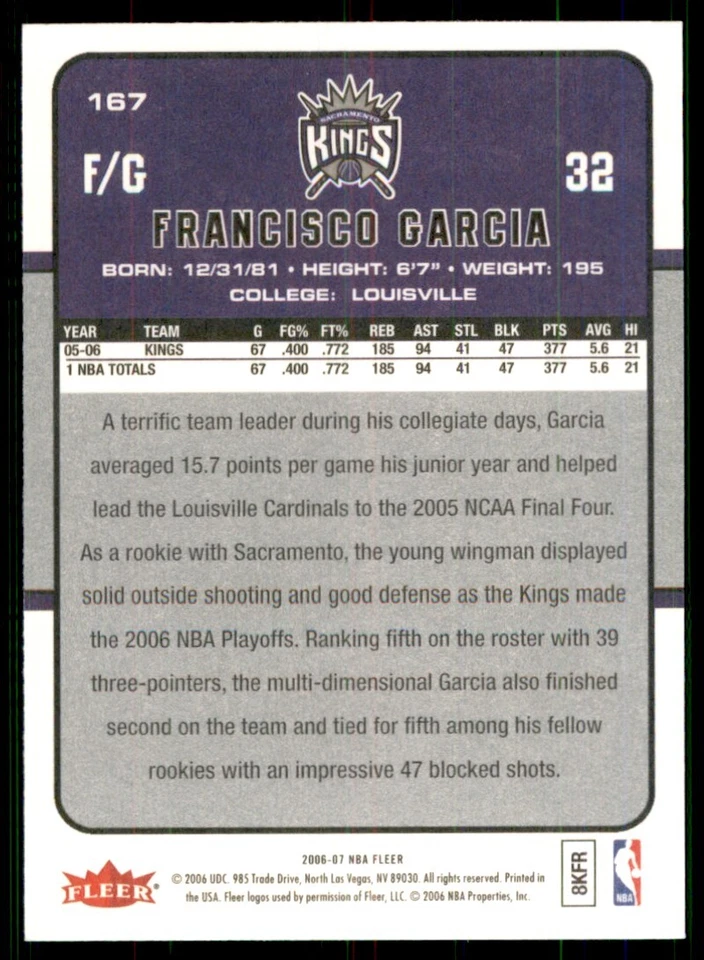 167
SACRAMENTO
KINGS
F/G
32
FRANCISCO GARCIA
BORN: 12/31/81 • HEIGHT: 6'7" • WEIGHT: 195
COLLEGE: LOUISVILLE
YEAR TEAM G FG% FT% REB AST STL BLK PTS AVG HI
05-06 KINGS 67 .400 .772 185 94 41 47 377 5.6 21
1 NBA TOTALS 67 .400 .772 185 94 41 47 377 5.6 21
A terrific team leader during his collegiate days, Garcia
averaged 15.7 points per game his junior year and helped
lead the Louisville Cardinals to the 2005 NCAA Final Four.
As a rookie with Sacramento, the young wingman displayed
solid outside shooting and good defense as the Kings made
the 2006 NBA Playoffs. Ranking fifth on the roster with 39
three-pointers, the multi-dimensional Garcia also finished
second on the team and tied for fifth among his fellow
rookies with an impressive 47 blocked shots.
2006-07 NBA FLEER
© 2006 UDC. 985 Trade Drive, North Las Vegas, NV 89030. All rights reserved. Printed in
the USA. Fleer logos used by permission of Fleer, LLC. © 2006 NBA Properties, Inc.
FLEER®
8KFR
NBA